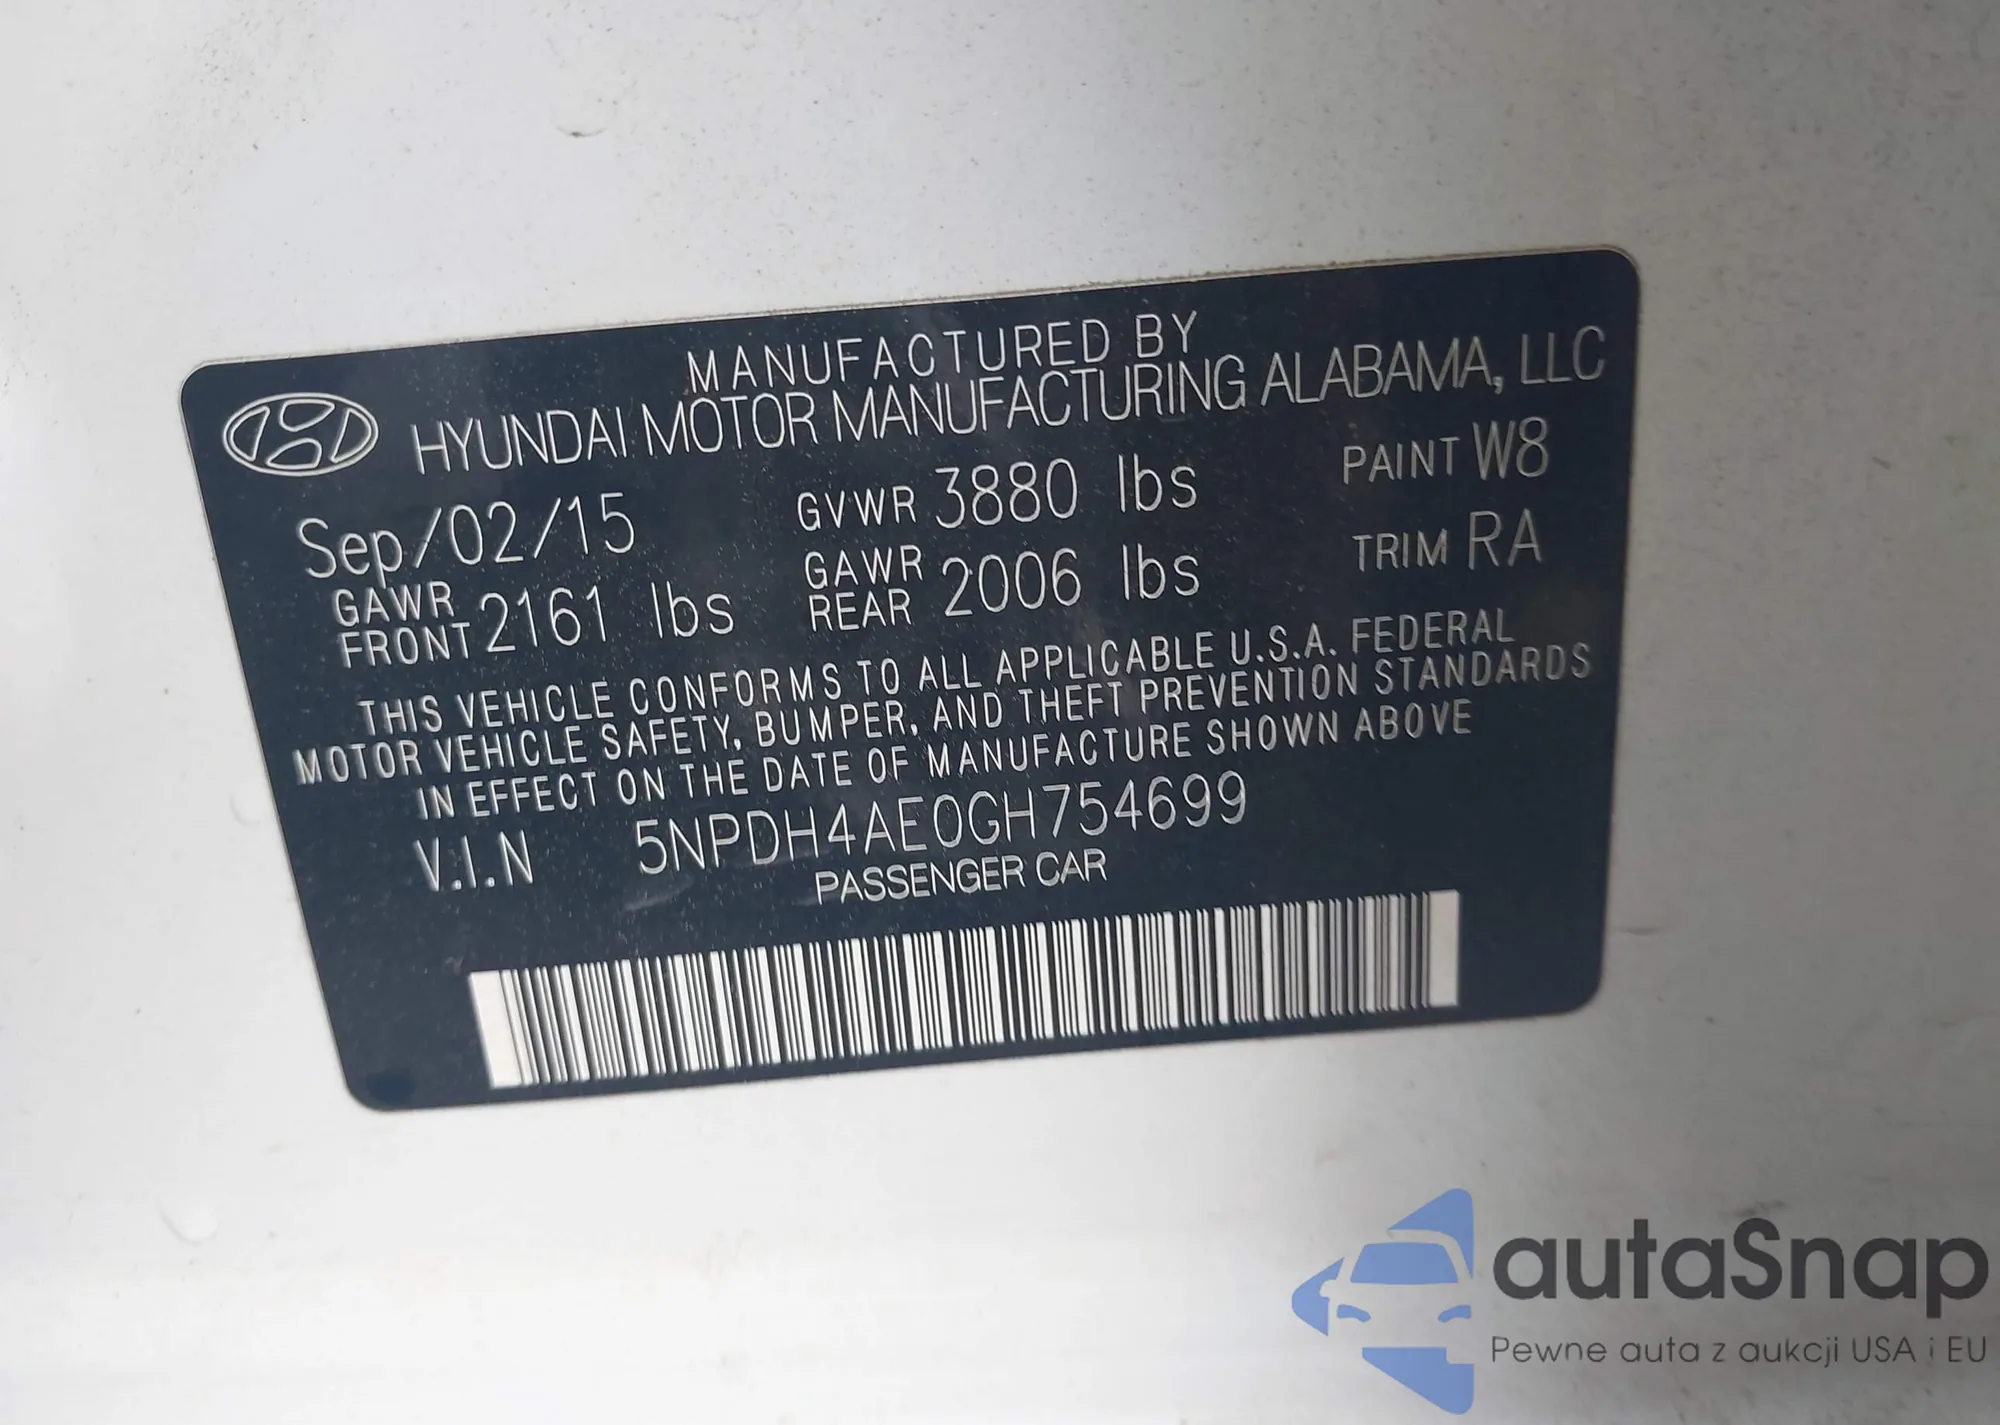 MANUFACTURED BY
HYUNDAI MOTOR MANUFACTURING ALABAMA, LLC
Sep/02/15 GVWR 3880 lbs PAINT W8
GAWR FRONT 2161 lbs GAWR REAR 2006 lbs TRIM RA
THIS VEHICLE CONFORMS TO ALL APPLICABLE U.S.A. FEDERAL
MOTOR VEHICLE SAFETY, BUMPER, AND THEFT PREVENTION STANDARDS
IN EFFECT ON THE DATE OF MANUFACTURE SHOWN ABOVE
V.I.N 5NPDH4AE0GH754699
PASSENGER CAR
autaSnap
Pewne auta z aukcji USA i EU